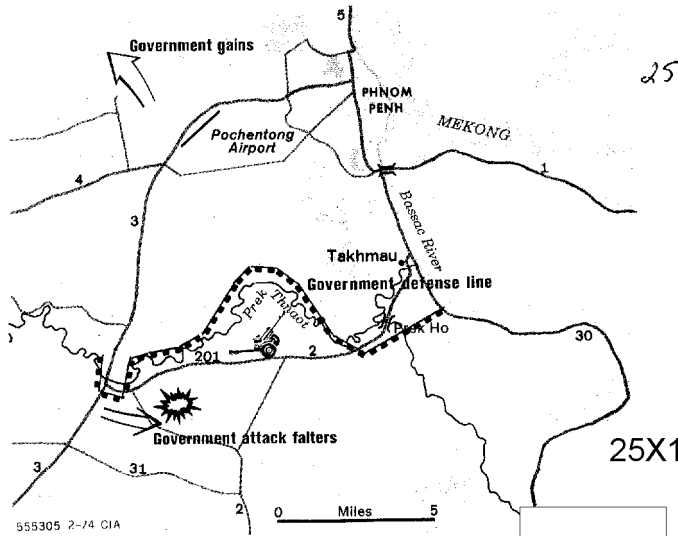 5
Government gains
25
PHNOM
PENH
MEKONG
Pochentong
Airport
4
3
1
Bassac River
Takhmau
Government defense line
Prek Thnaot
Prek Ho
30
201
2
Government attack falters
25X1
3
31
2
0 Miles 5
555305 2-74 CIA